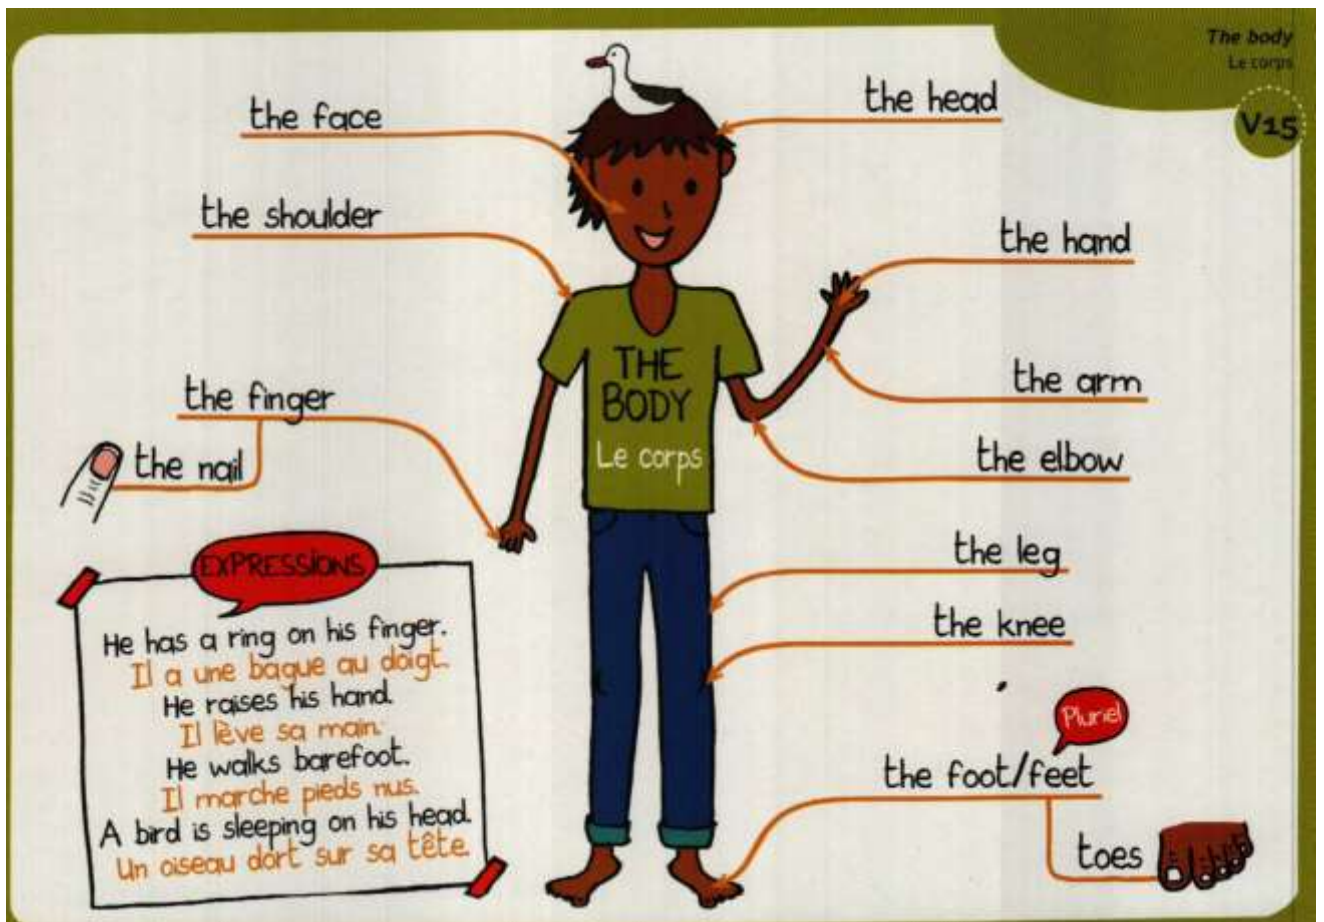 The body
Le corps
V15
the face
the head
the shoulder
the hand
THE
BODY
Le corps
the finger
the nail
the arm
the elbow
the leg
the knee
Pluriel
the foot/feet
toes
EXPRESSIONS
He has a ring on his finger.
Il a une bague au doigt.
He raises his hand.
Il lève sa main.
He walks barefoot.
Il marche pieds nus.
A bird is sleeping on his head.
Un oiseau dort sur sa tête.